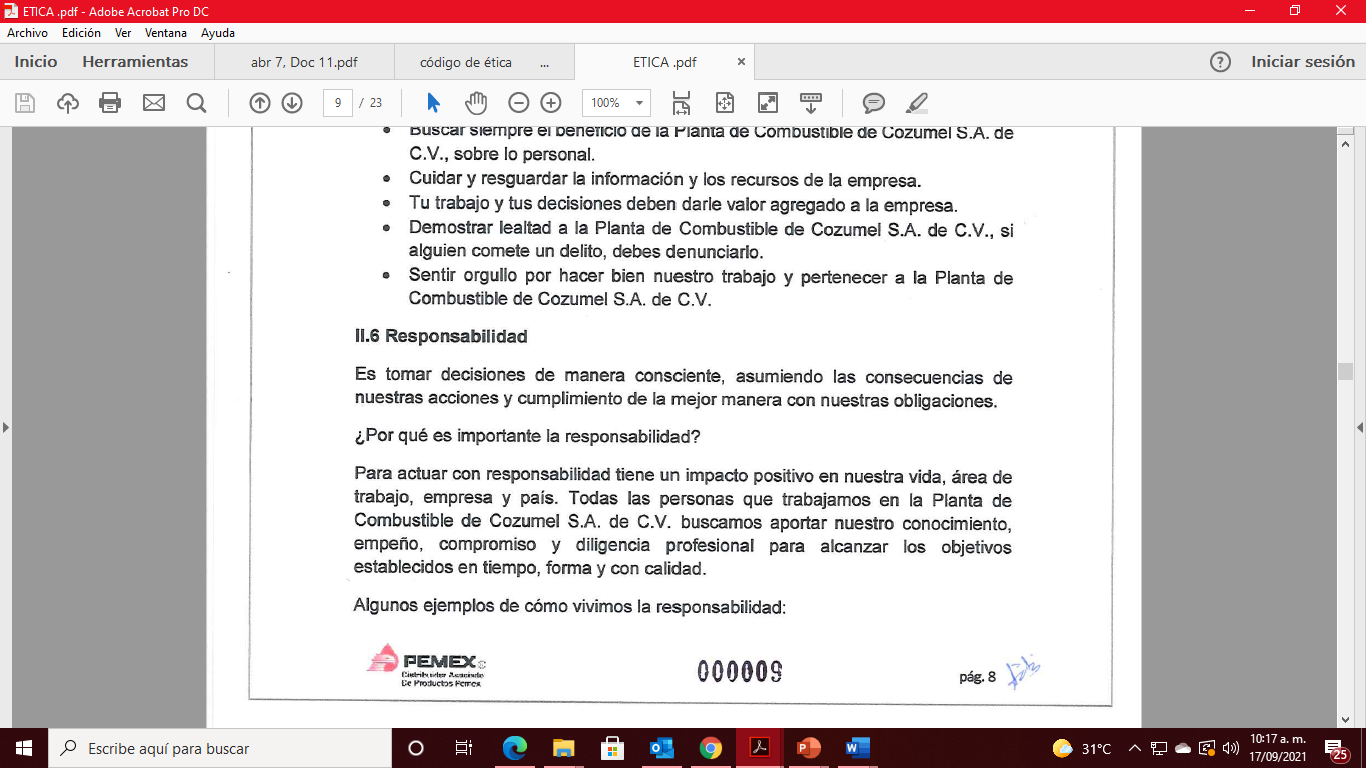 ETICA .pdf - Adobe Acrobat Pro DC
Archivo Edición Ver Ventana Ayuda
Inicio Herramientas abr 7, Doc 11.pdf código de ética ... ETICA .pdf × Iniciar sesión
9 / 23 100%
• Buscar siempre el beneficio de la Planta de Combustible de Cozumel S.A. de
C.V., sobre lo personal.
• Cuidar y resguardar la información y los recursos de la empresa.
• Tu trabajo y tus decisiones deben darle valor agregado a la empresa.
• Demostrar lealtad a la Planta de Combustible de Cozumel S.A. de C.V., si
alguien comete un delito, debes denunciarlo.
• Sentir orgullo por hacer bien nuestro trabajo y pertenecer a la Planta de
Combustible de Cozumel S.A. de C.V.
II.6 Responsabilidad
Es tomar decisiones de manera consciente, asumiendo las consecuencias de
nuestras acciones y cumplimiento de la mejor manera con nuestras obligaciones.
¿Por qué es importante la responsabilidad?
Para actuar con responsabilidad tiene un impacto positivo en nuestra vida, área de
trabajo, empresa y país. Todas las personas que trabajamos en la Planta de
Combustible de Cozumel S.A. de C.V. buscamos aportar nuestro conocimiento,
empeño, compromiso y diligencia profesional para alcanzar los objetivos
establecidos en tiempo, forma y con calidad.
Algunos ejemplos de cómo vivimos la responsabilidad:
PEMEX
Distribuidor Asociado
De Productos Pemex
000009
pág. 8
Escribe aquí para buscar
31°C
10:17 a. m.
17/09/2021
25